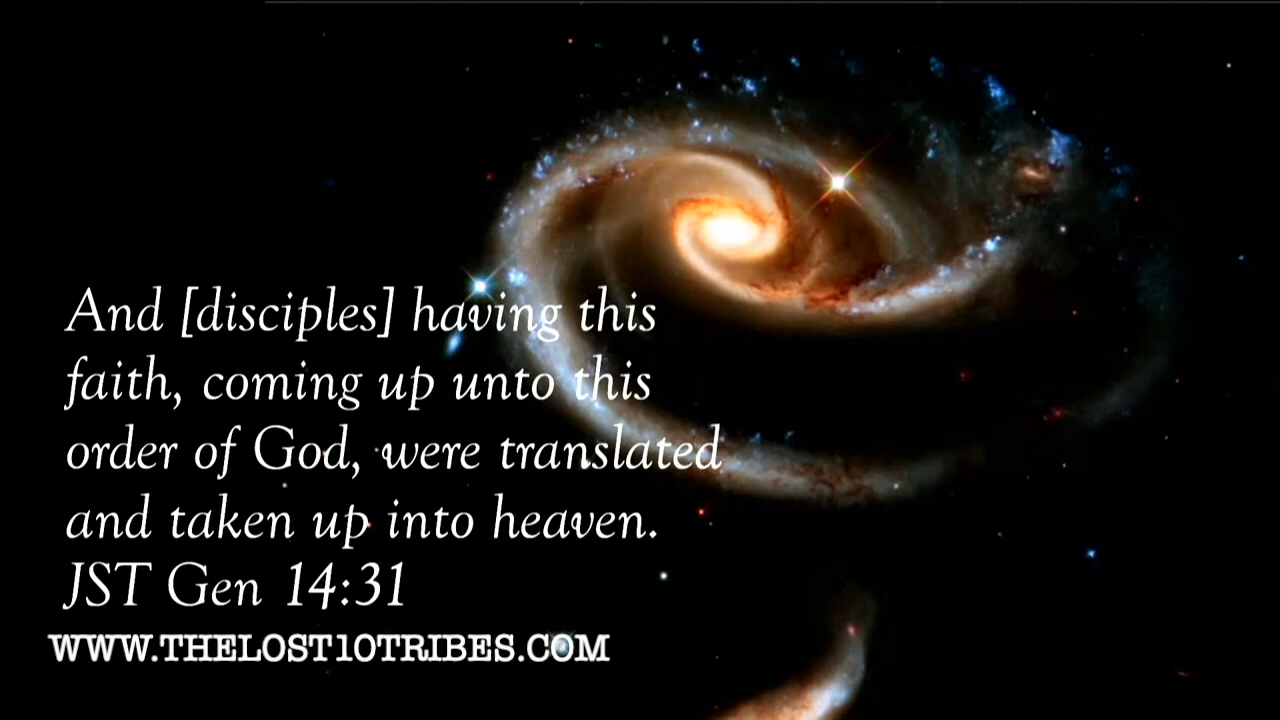 And [disciples] having this
faith, coming up unto this
order of God, were translated
and taken up into heaven.
JST Gen 14:31
WWW.THELOST10TRIBES.COM